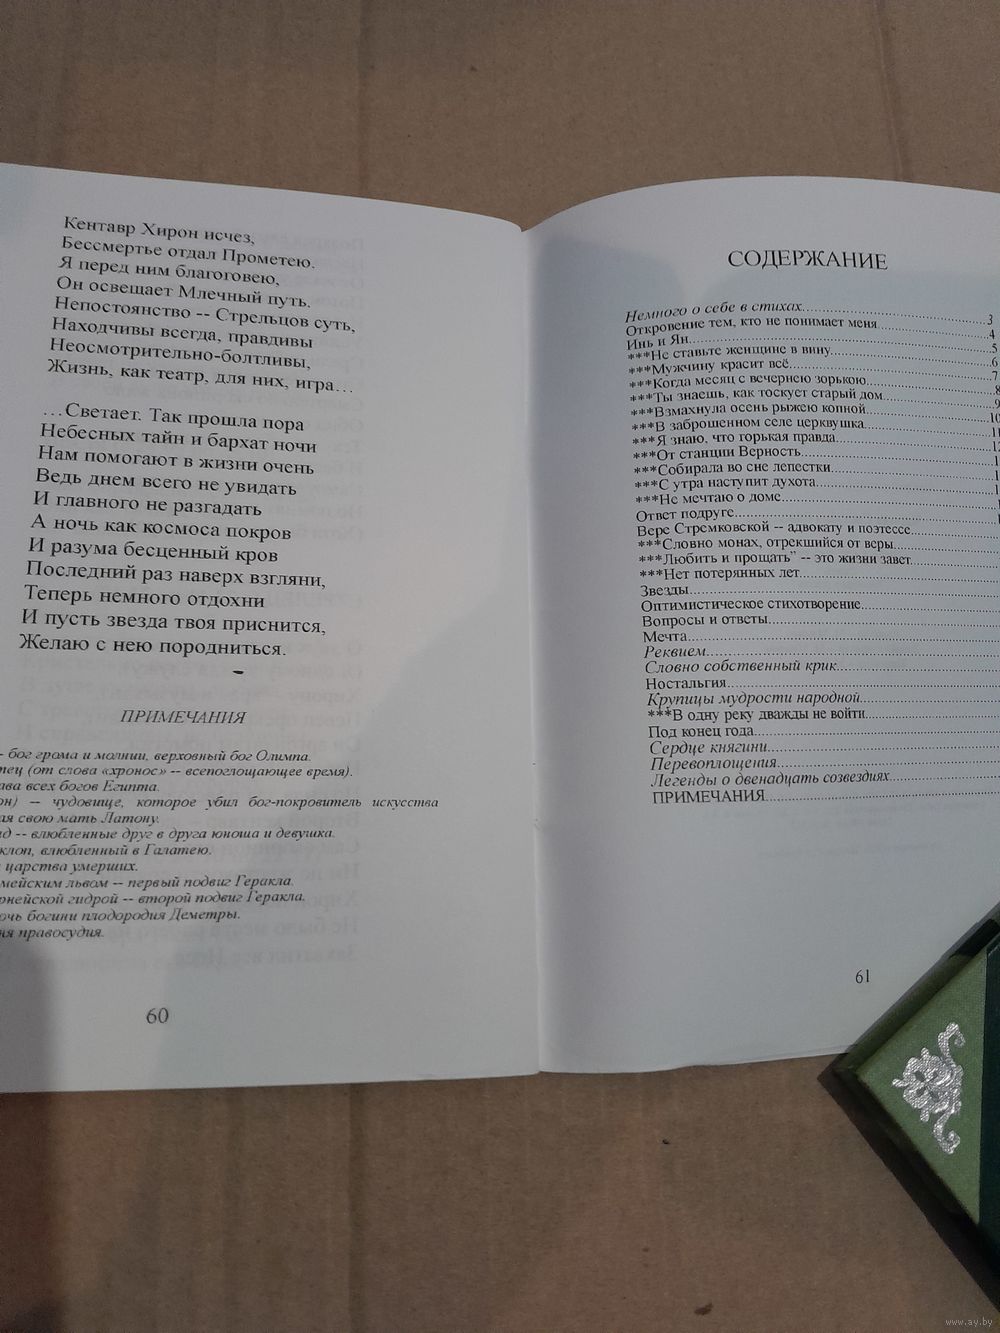 Кентавр Хирон исчез,
Бессмертье отдал Прометею.
Я перед ним благоговею,
Он освещает Млечный путь.
Непостоянство -- Стрельцов суть,
Находчивы всегда, правдивы
Неосмотрительно-болтливы,
Жизнь, как театр, для них, игра…
…Светает. Так прошла пора
Небесных тайн и бархат ночи
Нам помогают в жизни очень
Ведь днем всего не увидать
И главного не разгадать
А ночь как космоса покров
И разума бесценный кров
Последний раз наверх взгляни,
Теперь немного отдохни
И пусть звезда твоя приснится,
Желаю с нею породниться.
ПРИМЕЧАНИЯ
- бог грома и молнии, верховный бог Олимпа.
(от слова «хронос» -- всепоглощающее время).
всех богов Египта.
-- чудовище, которое убил бог-покровитель искусства
свою мать Латону.
-- влюбленные друг в друга юноша и девушка.
влюбленный в Галатею.
царства умерших.
львом -- первый подвиг Геракла.
гидрой -- второй подвиг Геракла.
богини плодородия Деметры.
правосудия.
60
СОДЕРЖАНИЕ
Немного о себе в стихах 3
Откровение тем, кто не понимает меня 4
Инь и Ян 5
***Не ставьте женщине в вину 6
***Мужчину красит всё 7
***Когда месяц с вечернею зорькою 8
***Ты знаешь, как тоскует старый дом 9
***Взмахнула осень рыжею копной 10
***В заброшенном селе церквушка 11
***Я знаю, что горькая правда
***От станции Верность
***Собирала во сне лепестки
***С утра наступит духота
***Не мечтаю о доме
Ответ подруге
Вере Стремковской -- адвокату и поэтессе
***Словно монах, отрекшийся от веры
***Любить и прощать” -- это жизни завет
***Нет потерянных лет
Звезды
Оптимистическое стихотворение
Вопросы и ответы
Мечта
Реквием
Словно собственный крик
Ностальгия
Крупицы мудрости народной
***В одну реку дважды не войти
Под конец года
Сердце княгини
Перевоплощения
Легенды о двенадцать созвездиях
ПРИМЕЧАНИЯ
61
www.ay.by